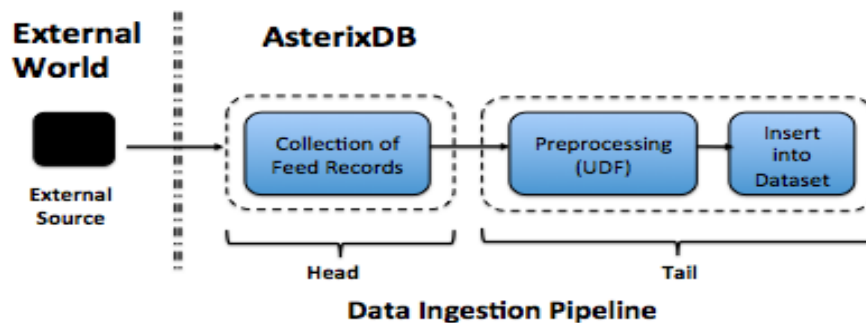 External
World
AsterixDB
Collection of
Feed Records
Preprocessing
(UDF)
Insert
into
Dataset
External
Source
Head
Tail
Data Ingestion Pipeline